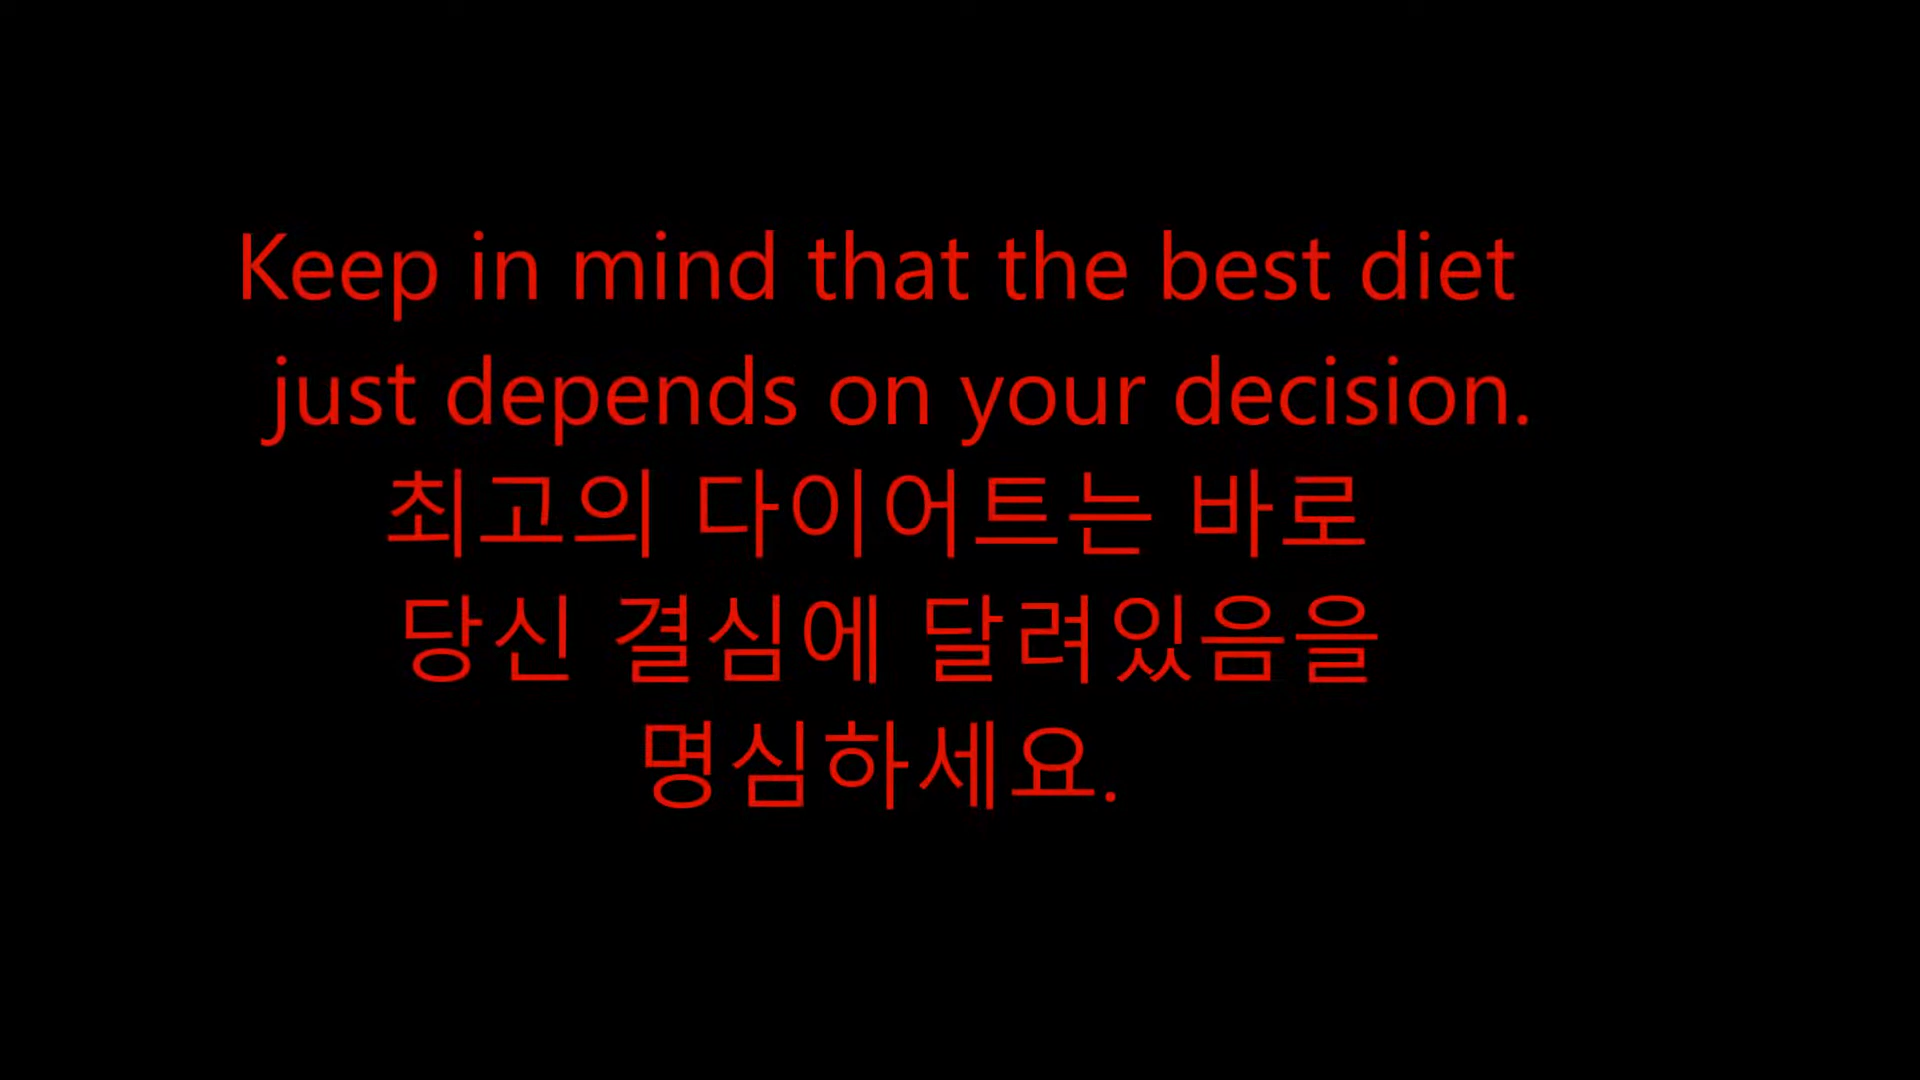 Keep in mind that the best diet
just depends on your decision.
최고의 다이어트는 바로
당신 결심에 달려있음을
명심하세요.